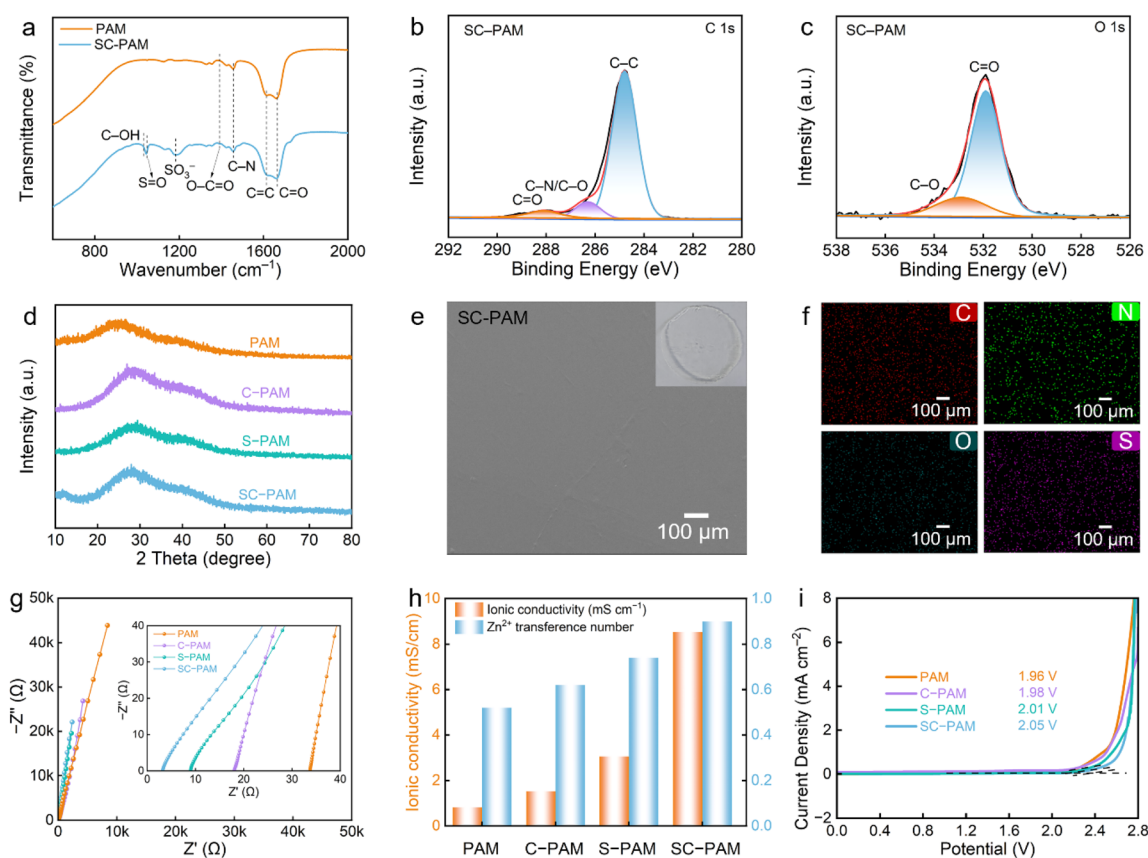 a
PAM
SC-PAM
Transmittance (%)
C–OH
S=O
SO₃⁻
O–C=O
C–N
C=C
C=O
800
1200
1600
2000
Wavenumber (cm⁻¹)
b
SC–PAM
C 1s
C–C
C–N/C–O
C=O
Intensity (a.u.)
292
290
288
286
284
282
280
Binding Energy (eV)
c
SC–PAM
O 1s
C=O
C–O
Intensity (a.u.)
538
536
534
532
530
528
526
Binding Energy (eV)
d
PAM
C–PAM
S–PAM
SC–PAM
Intensity (a.u.)
10
20
30
40
50
60
70
80
2 Theta (degree)
e
SC-PAM
100 μm
f
C
100 μm
N
100 μm
O
100 μm
S
100 μm
g
50k
40k
30k
20k
10k
0
−Z'' (Ω)
0
10k
20k
30k
40k
50k
Z' (Ω)
PAM
C–PAM
S–PAM
SC–PAM
40
30
20
10
0
−Z'' (Ω)
0
10
20
30
40
Z' (Ω)
h
Ionic conductivity (mS cm⁻¹)
Zn²⁺ transference number
Ionic conductivity (mS/cm)
10
8
6
4
2
0
1.0
0.8
0.6
0.4
0.2
0.0
PAM
C–PAM
S–PAM
SC–PAM
i
PAM 1.96 V
C–PAM 1.98 V
S–PAM 2.01 V
SC–PAM 2.05 V
Current Density (mA cm⁻²)
8
6
4
2
0
−2
0.0
0.4
0.8
1.2
1.6
2.0
2.4
2.8
Potential (V)